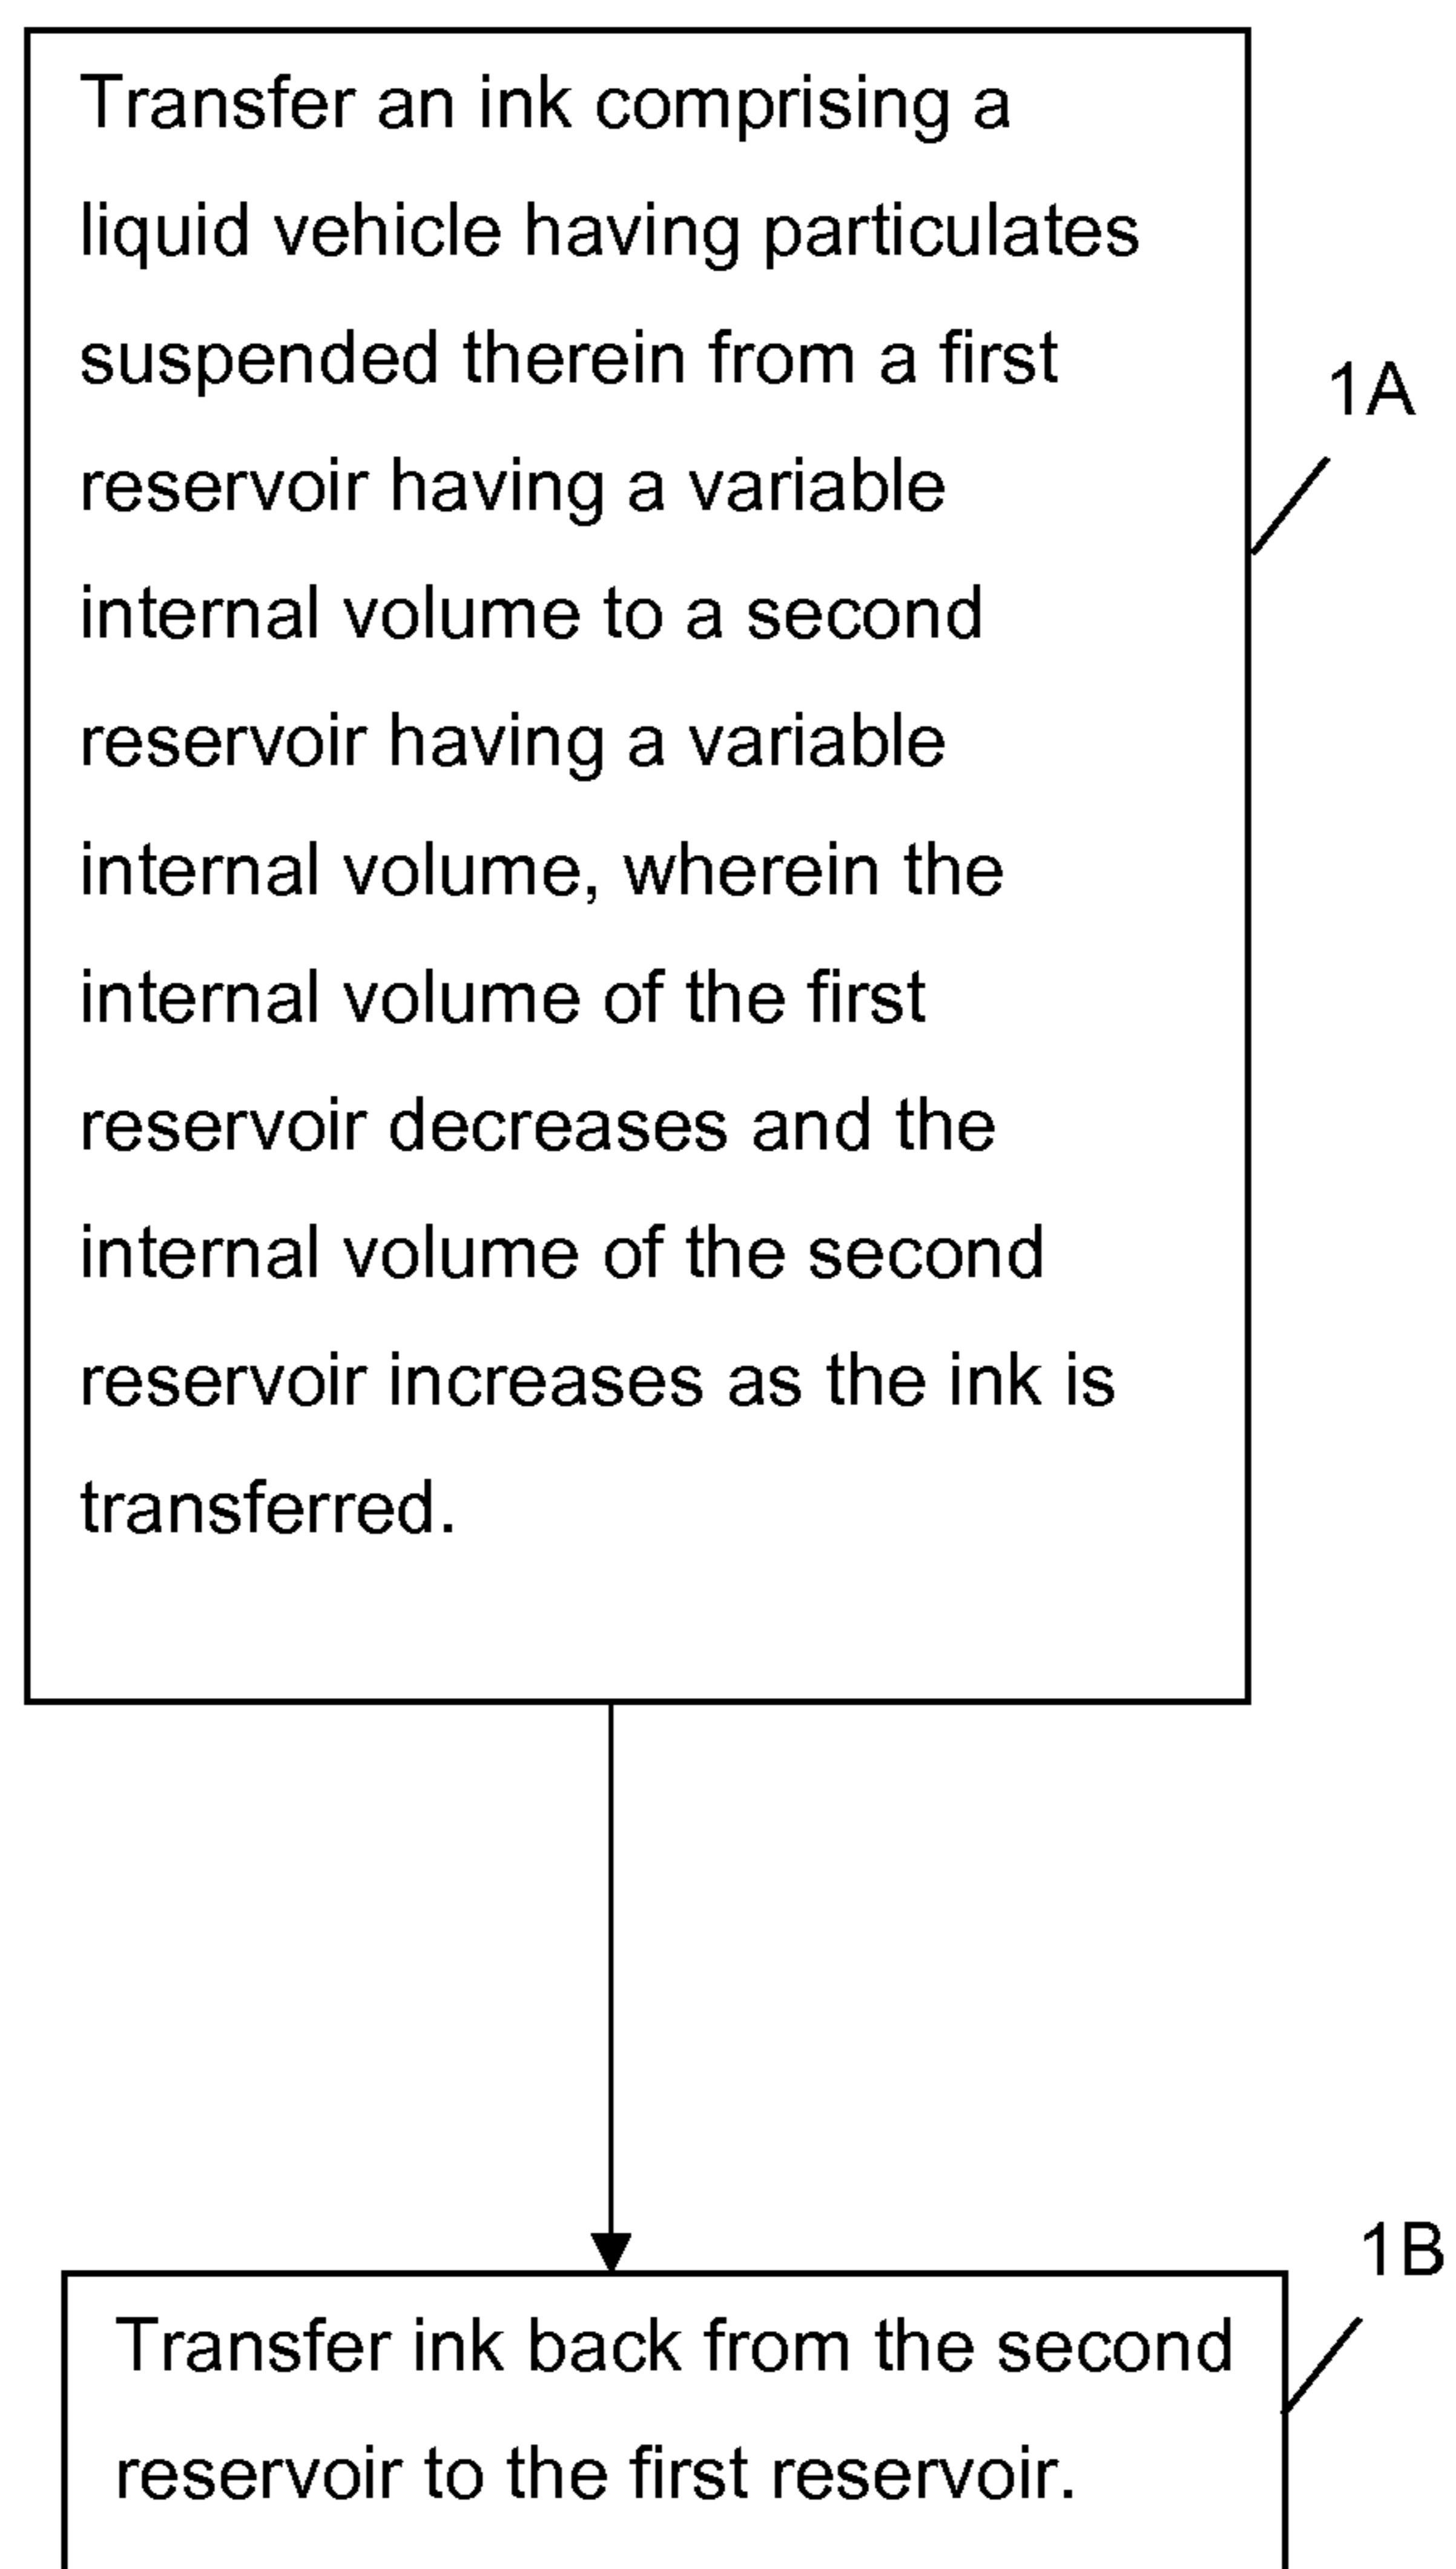 Transfer an ink comprising a
liquid vehicle having particulates
suspended therein from a first
reservoir having a variable
internal volume to a second
reservoir having a variable
internal volume, wherein the
internal volume of the first
reservoir decreases and the
internal volume of the second
reservoir increases as the ink is
transferred.
1A
1B
Transfer ink back from the second
reservoir to the first reservoir.